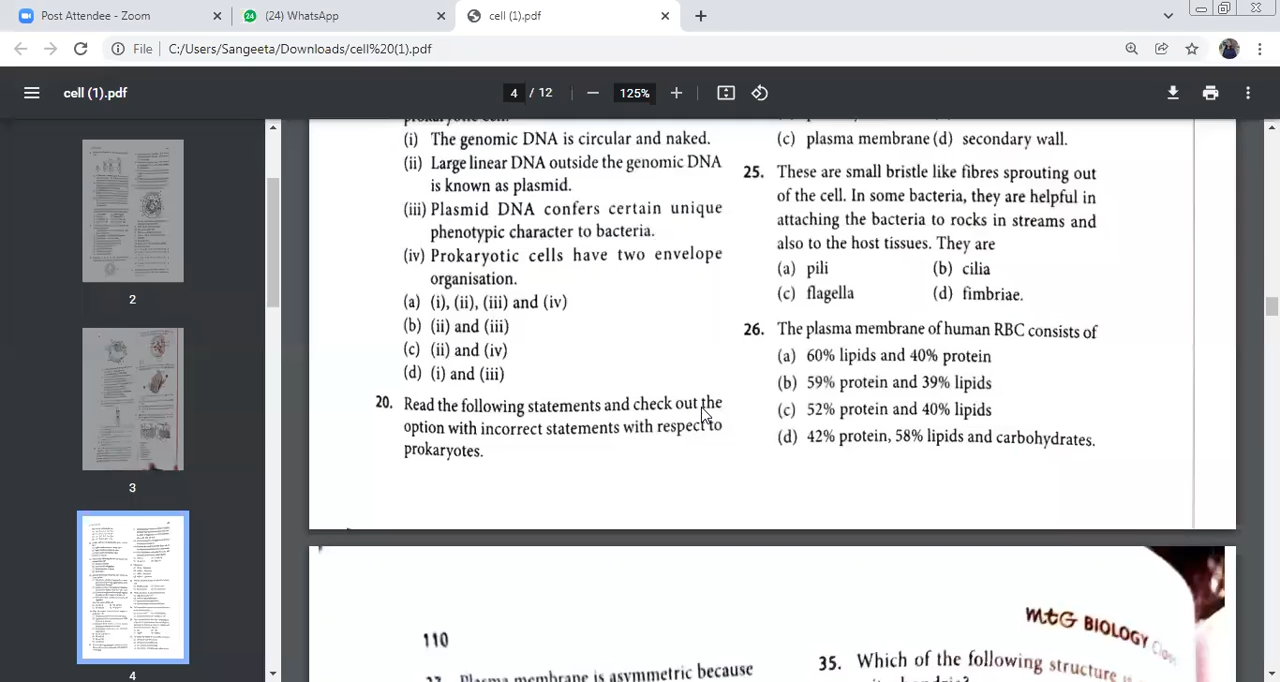 Post Attendee - Zoom
24
(24) WhatsApp
cell (1).pdf
File
C:/Users/Sangeeta/Downloads/cell%20(1).pdf
cell (1).pdf
4 / 12
125%
2
3
4
prokaryotic cell.
(i) The genomic DNA is circular and naked.
(ii) Large linear DNA outside the genomic DNA
is known as plasmid.
(iii) Plasmid DNA confers certain unique
phenotypic character to bacteria.
(iv) Prokaryotic cells have two envelope
organisation.
(a) (i), (ii), (iii) and (iv)
(b) (ii) and (iii)
(c) (ii) and (iv)
(d) (i) and (iii)
20. Read the following statements and check out the
option with incorrect statements with respect to
prokaryotes.
(c) plasma membrane (d) secondary wall.
25. These are small bristle like fibres sprouting out
of the cell. In some bacteria, they are helpful in
attaching the bacteria to rocks in streams and
also to the host tissues. They are
(a) pili (b) cilia
(c) flagella (d) fimbriae.
26. The plasma membrane of human RBC consists of
(a) 60% lipids and 40% protein
(b) 59% protein and 39% lipids
(c) 52% protein and 40% lipids
(d) 42% protein, 58% lipids and carbohydrates.
mtG BIOLOGY
110
Plasma membrane is asymmetric because
35. Which of the following structure is